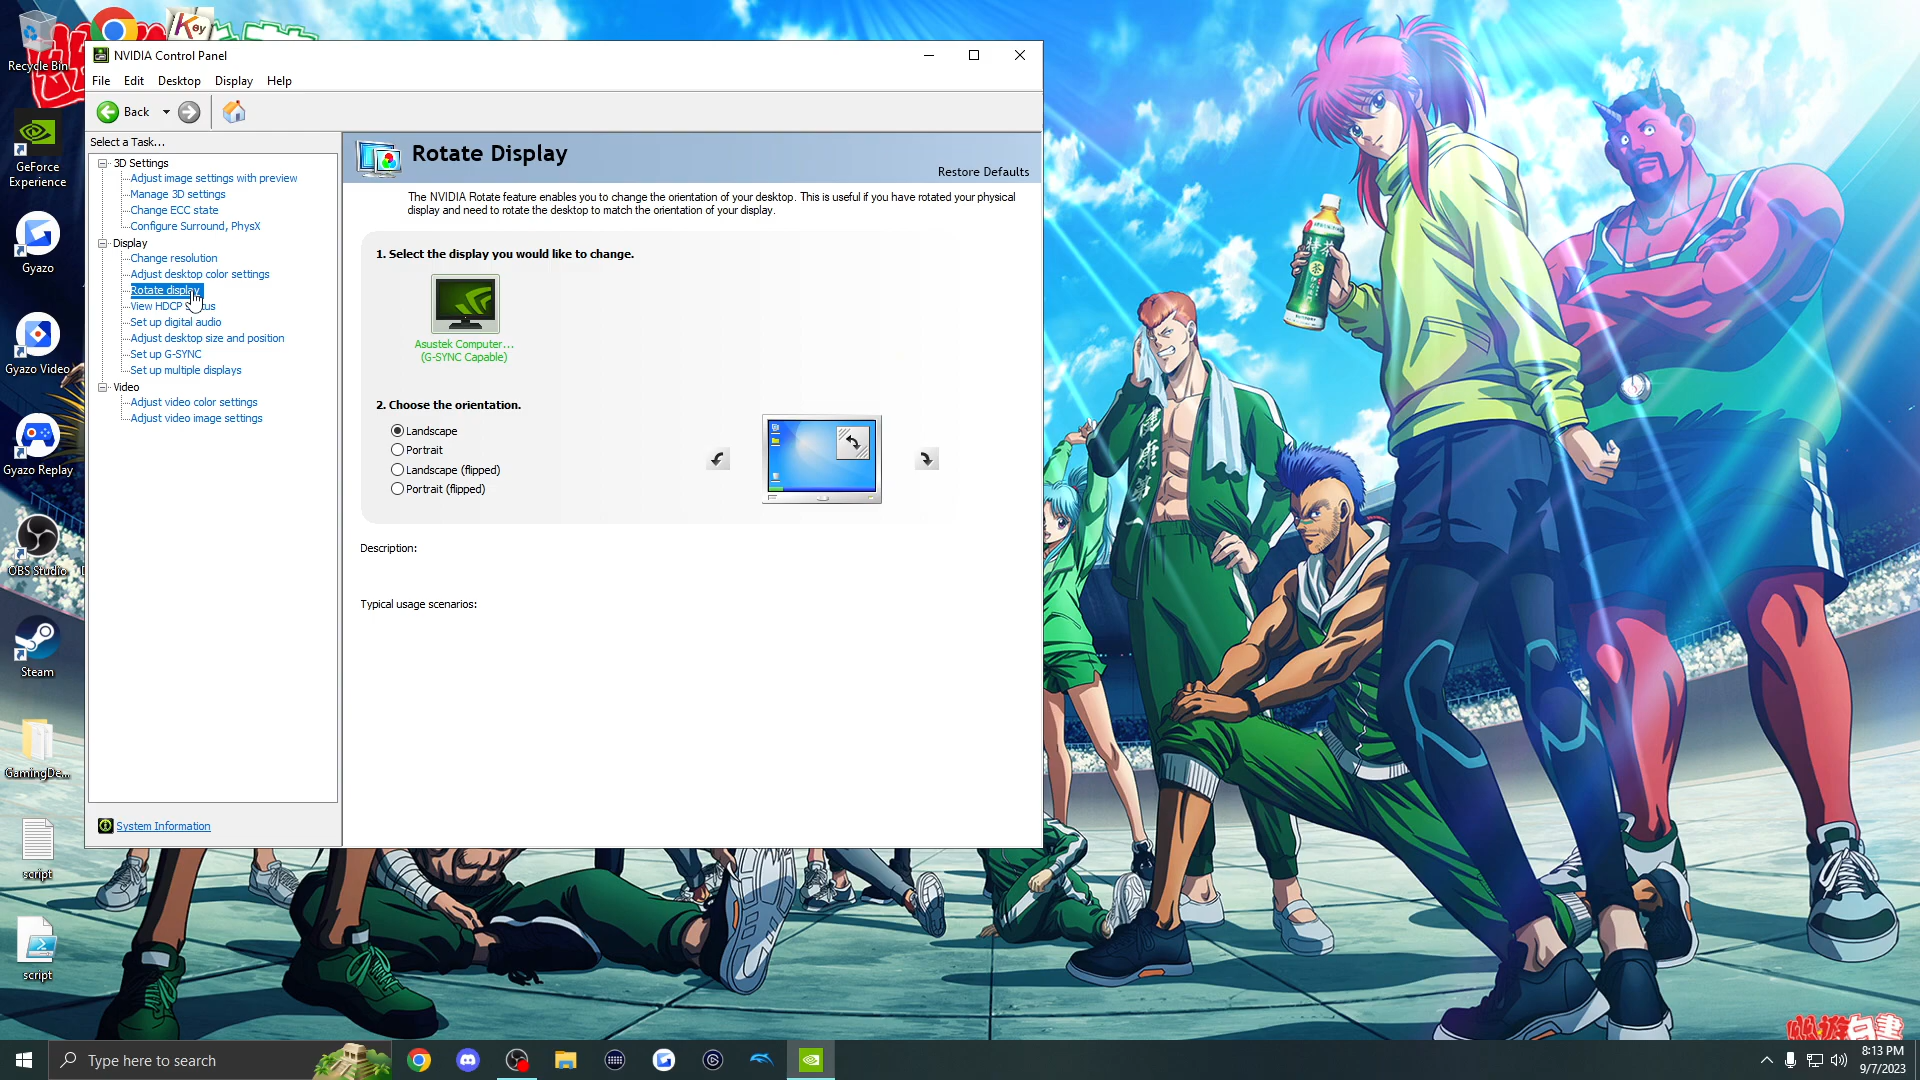 Recycle Bin
Key
GeForce
Experience
Gyazo
Gyazo Video
Gyazo Replay
OBS Studio
Steam
GamingDe...
script
script
NVIDIA Control Panel
File Edit Desktop Display Help
Back
Select a Task...
3D Settings
Adjust image settings with preview
Manage 3D settings
Change ECC state
Configure Surround, PhysX
Display
Change resolution
Adjust desktop color settings
Rotate display
View HDCP
Set up digital audio
Adjust desktop size and position
Set up G-SYNC
Set up multiple displays
Video
Adjust video color settings
Adjust video image settings
System Information
Rotate Display
Restore Defaults
The NVIDIA Rotate feature enables you to change the orientation of your desktop. This is useful if you have rotated your physical
display and need to rotate the desktop to match the orientation of your display.
1. Select the display you would like to change.
Asustek Computer...
(G-SYNC Capable)
2. Choose the orientation.
Landscape
Portrait
Landscape (flipped)
Portrait (flipped)
Description:
Typical usage scenarios:
健康第一
Type here to search
8:13 PM
9/7/2023